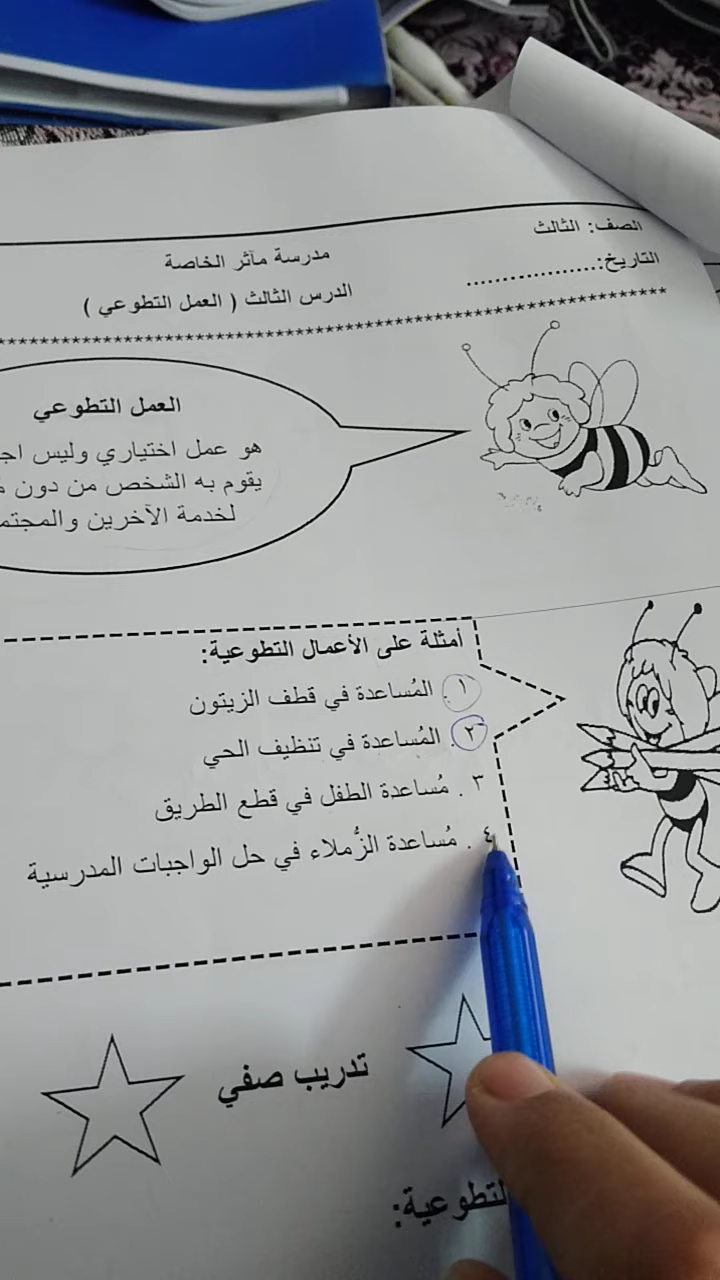 الصف: الثالث
مدرسة مآثر الخاصة
التاريخ:..................
الدرس الثالث ( العمل التطوعي )
************************************************************
العمل التطوعي
هو عمل اختياري وليس
يقوم به الشخص من دون
لخدمة الآخرين
أمثلة على الأعمال التطوعية:
١. المُساعدة في قطف الزيتون
٢. المُساعدة في تنظيف الحي
٣. مُساعدة الطفل في قطع الطريق
٤. مُساعدة الزُّملاء في حل الواجبات المدرسية
تدريب صفي